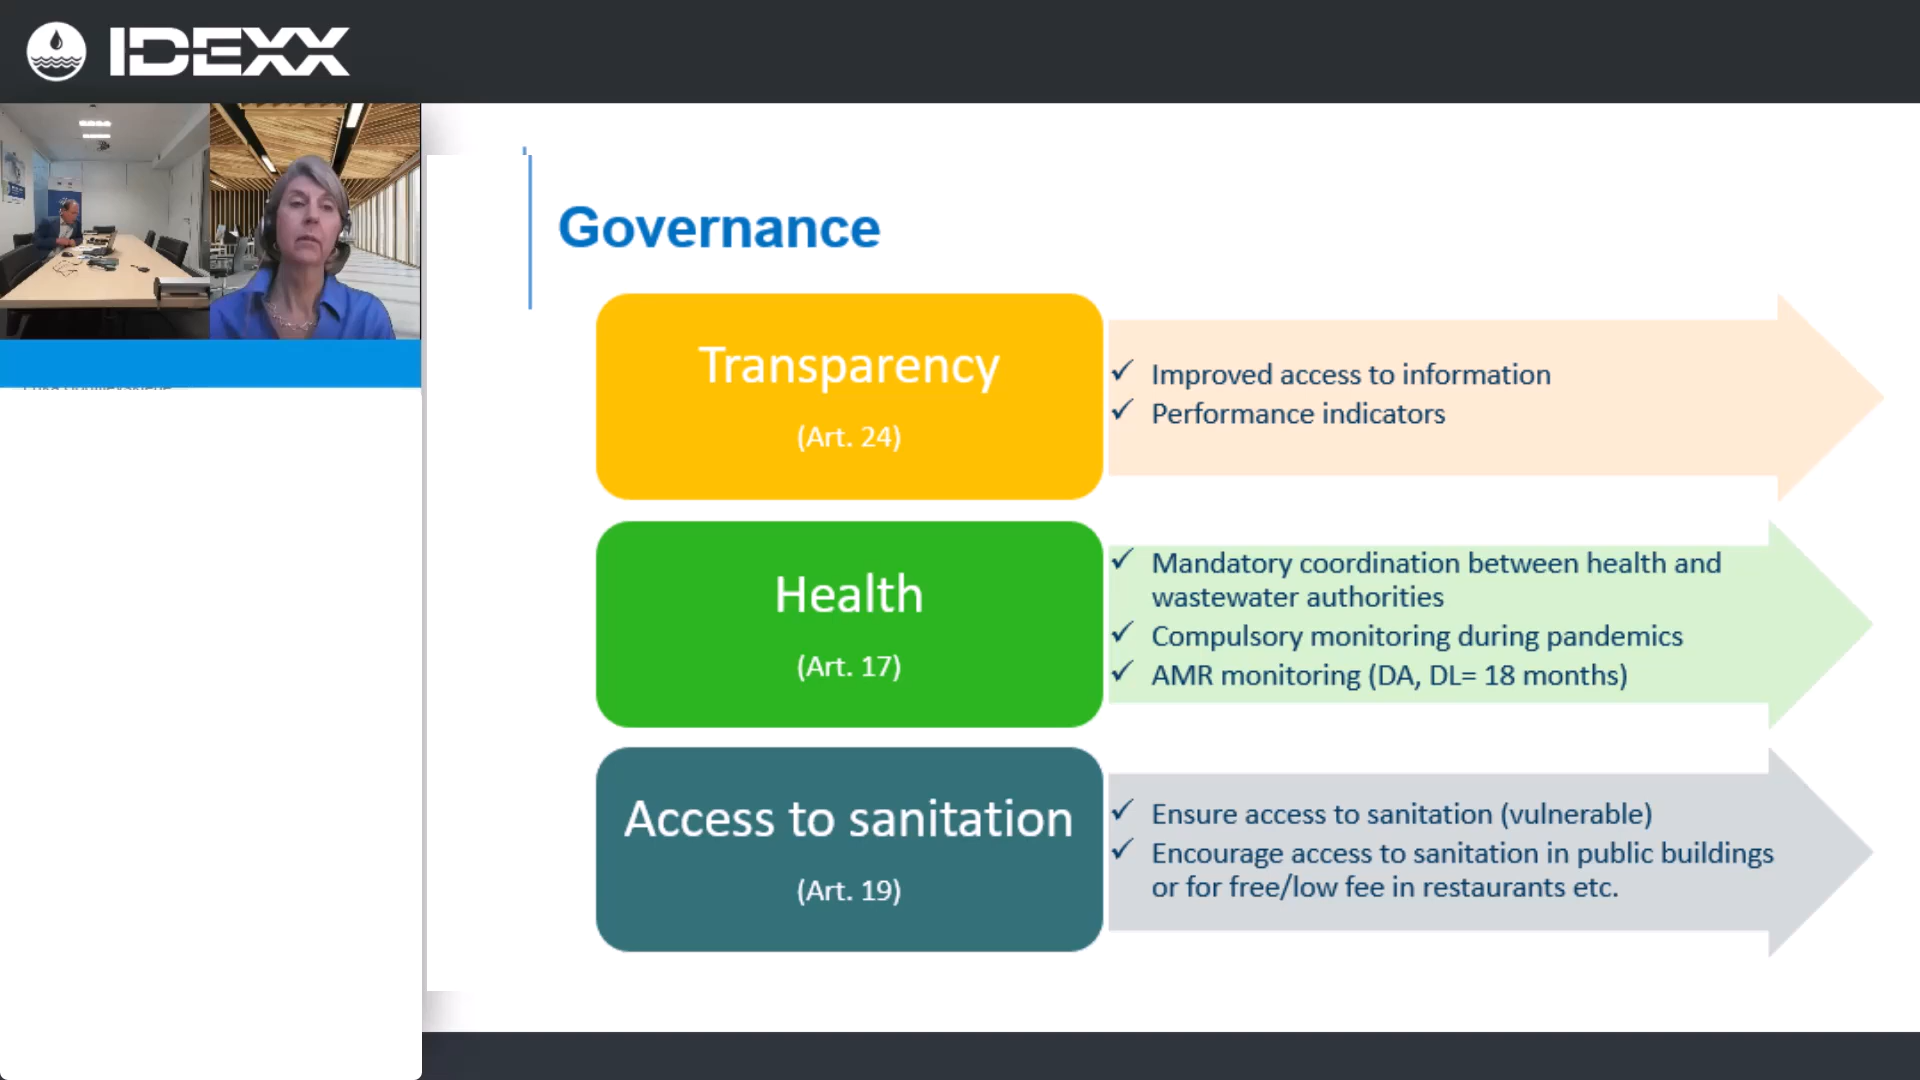 IDEXX
Governance
Transparency
(Art. 24)
✓ Improved access to information
✓ Performance indicators
Health
(Art. 17)
✓ Mandatory coordination between health and
wastewater authorities
✓ Compulsory monitoring during pandemics
✓ AMR monitoring (DA, DL= 18 months)
Access to sanitation
(Art. 19)
✓ Ensure access to sanitation (vulnerable)
✓ Encourage access to sanitation in public buildings
or for free/low fee in restaurants etc.